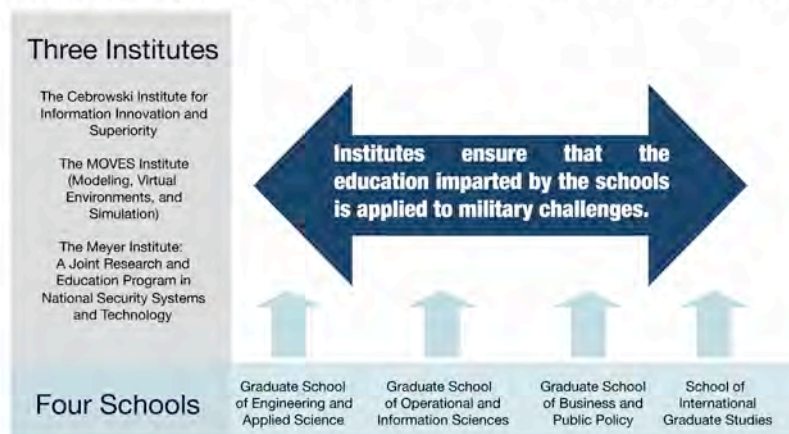 Three Institutes
The Cebrowski Institute for
Information Innovation and
Superiority
The MOVES Institute
(Modeling, Virtual
Environments, and
Simulation)
The Meyer Institute:
A Joint Research and
Education Program in
National Security Systems
and Technology
Institutes ensure that the
education imparted by the schools
is applied to military challenges.
Four Schools
Graduate School
of Engineering and
Applied Science
Graduate School
of Operational and
Information Sciences
Graduate School
of Business and
Public Policy
School of
International
Graduate Studies